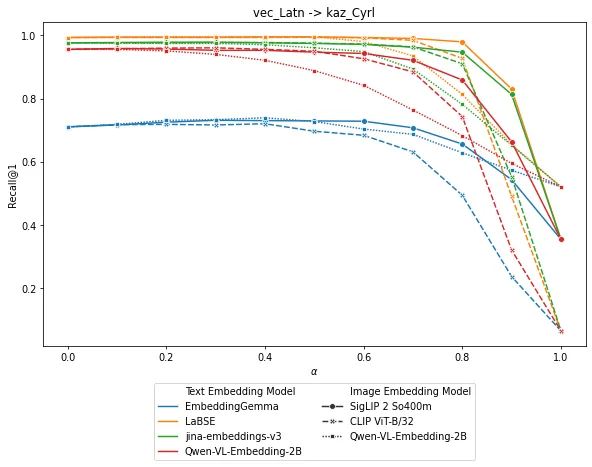 vec_Latn -> kaz_Cyrl
1.0
0.8
0.6
0.4
0.2
Recall@1
0.0 0.2 0.4 0.6 0.8 1.0
α
Text Embedding Model Image Embedding Model
EmbeddingGemma SigLIP 2 So400m
LaBSE CLIP ViT-B/32
jina-embeddings-v3 Qwen-VL-Embedding-2B
Qwen-VL-Embedding-2B